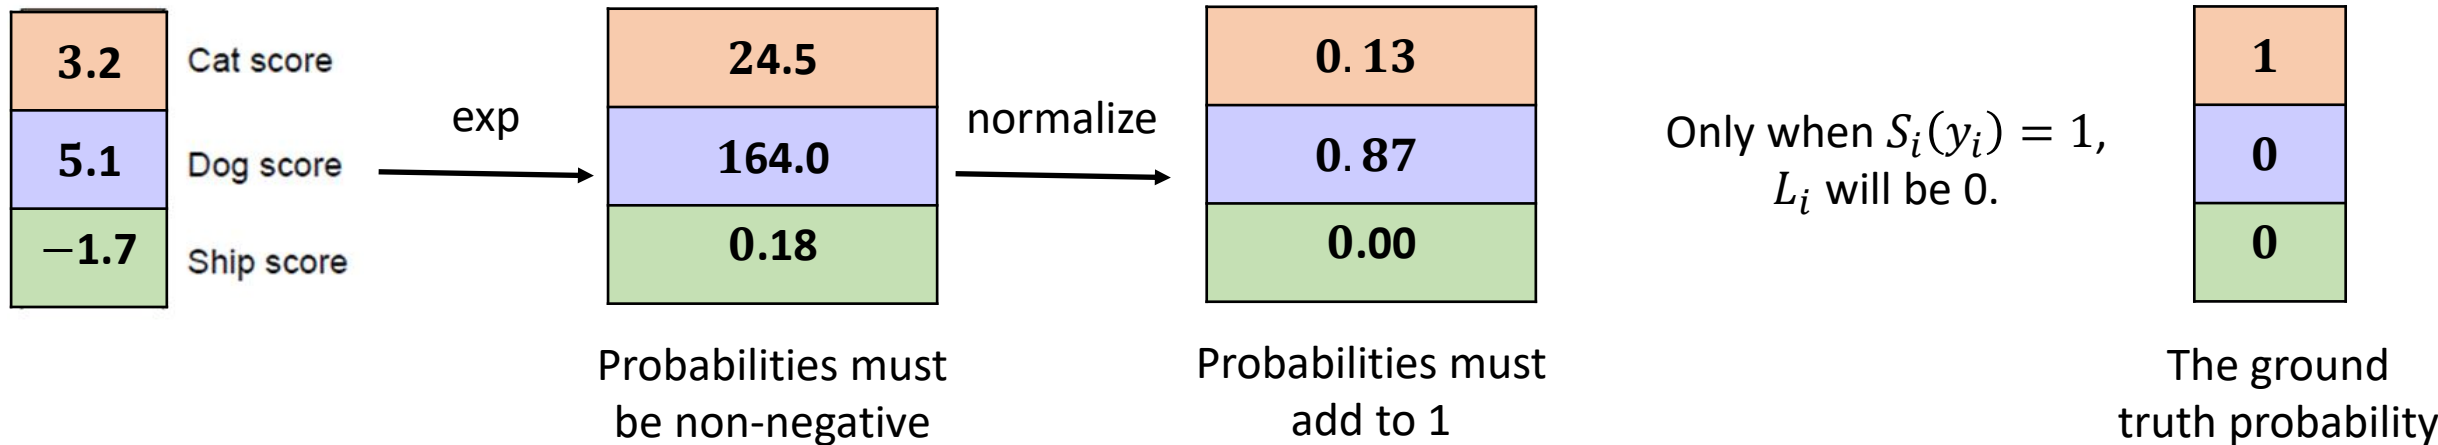 3.2 Cat score
5.1 Dog score
−1.7 Ship score
exp
24.5
164.0
0.18
Probabilities must
be non-negative
normalize
0.13
0.87
0.00
Probabilities must
add to 1
Only when S_i(y_i) = 1,
L_i will be 0.
1
0
0
The ground
truth probability